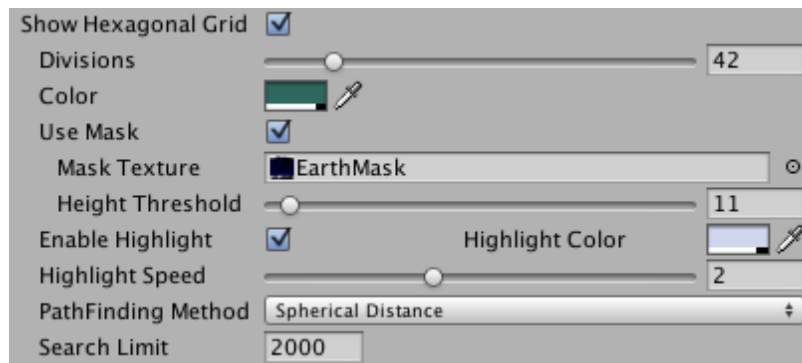 Show Hexagonal Grid
Divisions 42
Color
Use Mask
Mask Texture EarthMask
Height Threshold 11
Enable Highlight Highlight Color
Highlight Speed 2
PathFinding Method Spherical Distance
Search Limit 2000